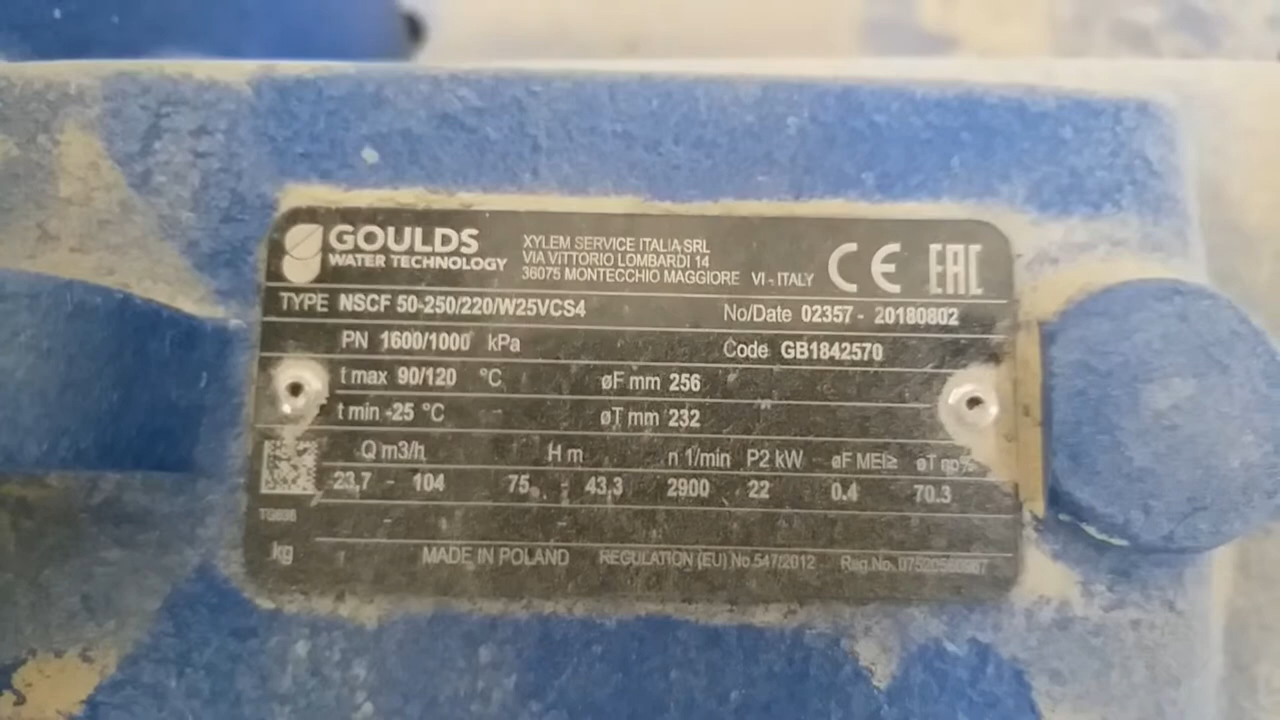 GOULDS
WATER TECHNOLOGY
XYLEM SERVICE ITALIA SRL
VIA VITTORIO LOMBARDI 14
36075 MONTECCHIO MAGGIORE VI - ITALY
CE EAC
TYPE NSCF 50-250/220/W25VCS4 No/Date 02357 - 20180802
PN 1600/1000 kPa Code GB1842570
t max 90/120 °C øF mm 256
t min -25 °C øT mm 232
Q m3/h H m n 1/min P2 kW øF MEI≥ øT ηp%
23,7 - 104 75 - 43,3 2900 22 0.4 70.3
kg MADE IN POLAND REGULATION (EU) No.547/2012 Reg.No.